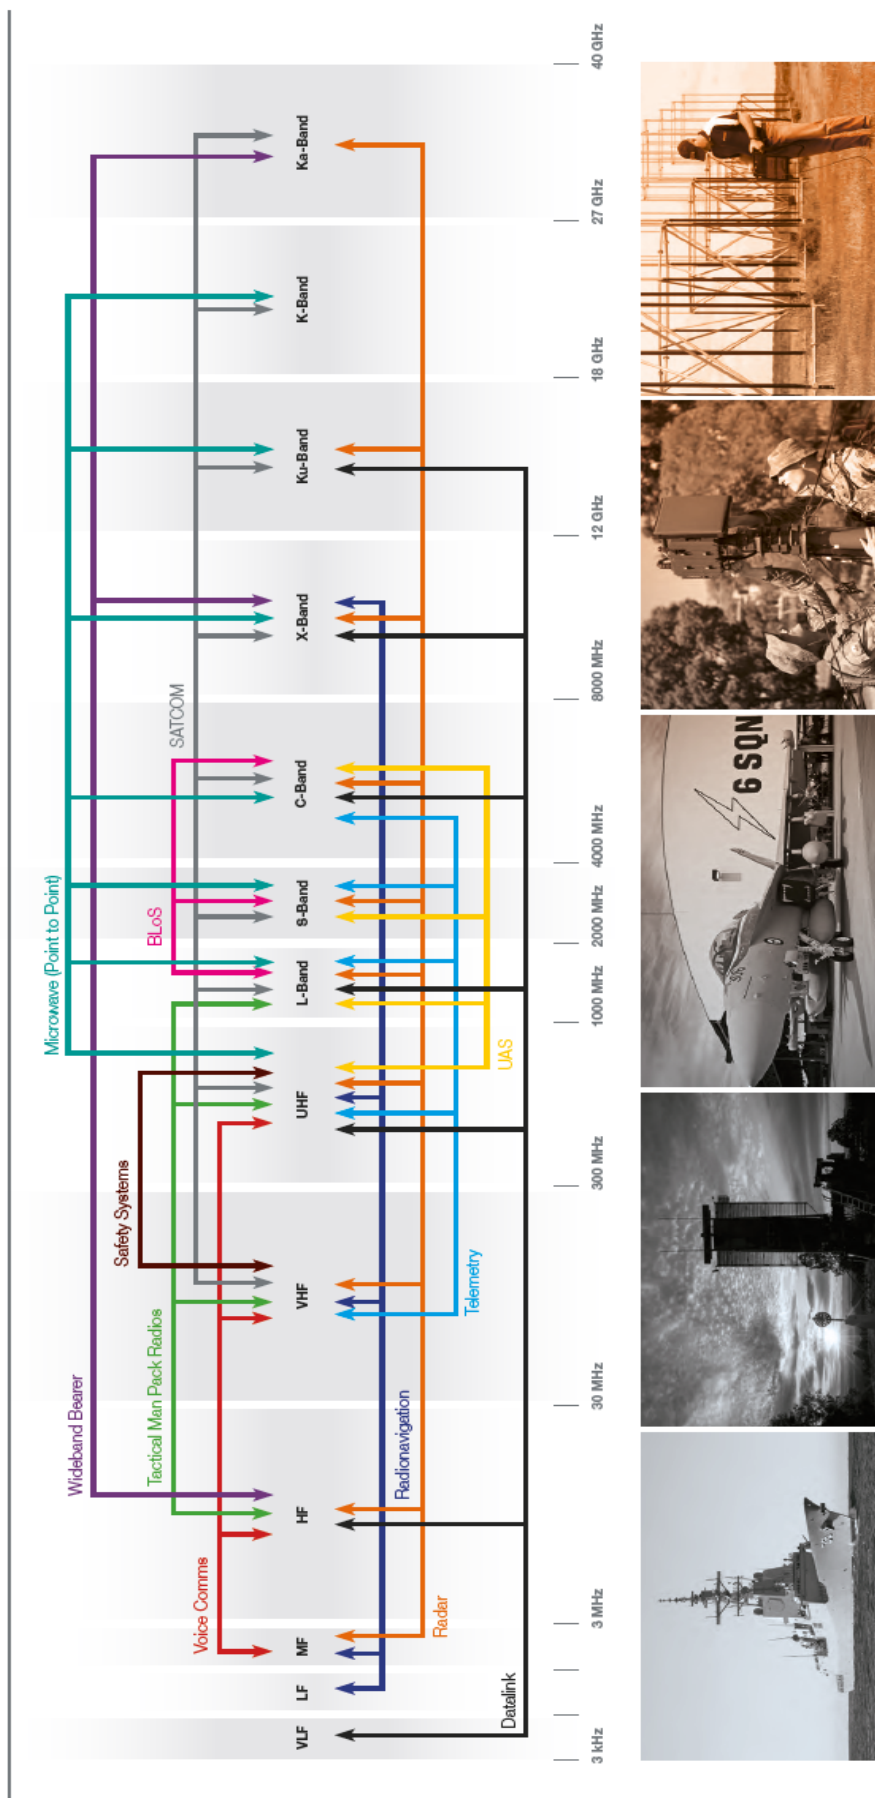 Microwave (Point to Point)
Wideband Bearer
Safety Systems
Tactical Man Pack Radios
BLoS
SATCOM
Voice Comms
VLF
LF
MF
HF
VHF
UHF
L-Band
S-Band
C-Band
X-Band
Ku-Band
K-Band
Ka-Band
Radionavigation
Radar
Telemetry
UAS
Datalink
3 kHz
3 MHz
30 MHz
300 MHz
1000 MHz
2000 MHz
4000 MHz
8000 MHz
12 GHz
18 GHz
27 GHz
40 GHz
6 SQN